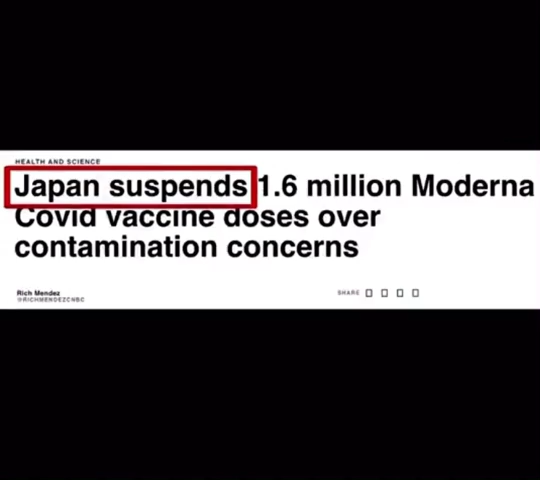 HEALTH AND SCIENCE
Japan suspends 1.6 million Moderna
Covid vaccine doses over
contamination concerns
Rich Mendez
@RICHMENDEZCNBC
SHARE